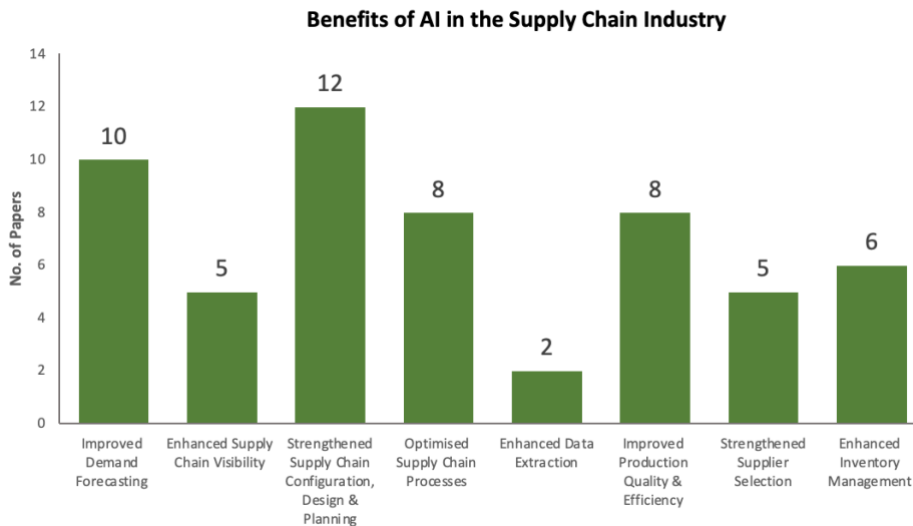 Benefits of AI in the Supply Chain Industry
14
12
10
8
6
4
2
0
No. of Papers
10
5
12
8
2
8
5
6
Improved
Demand
Forecasting
Enhanced Supply
Chain Visibility
Strengthened
Supply Chain
Configuration,
Design &
Planning
Optimised
Supply Chain
Processes
Enhanced Data
Extraction
Improved
Production
Quality &
Efficiency
Strengthened
Supplier
Selection
Enhanced
Inventory
Management